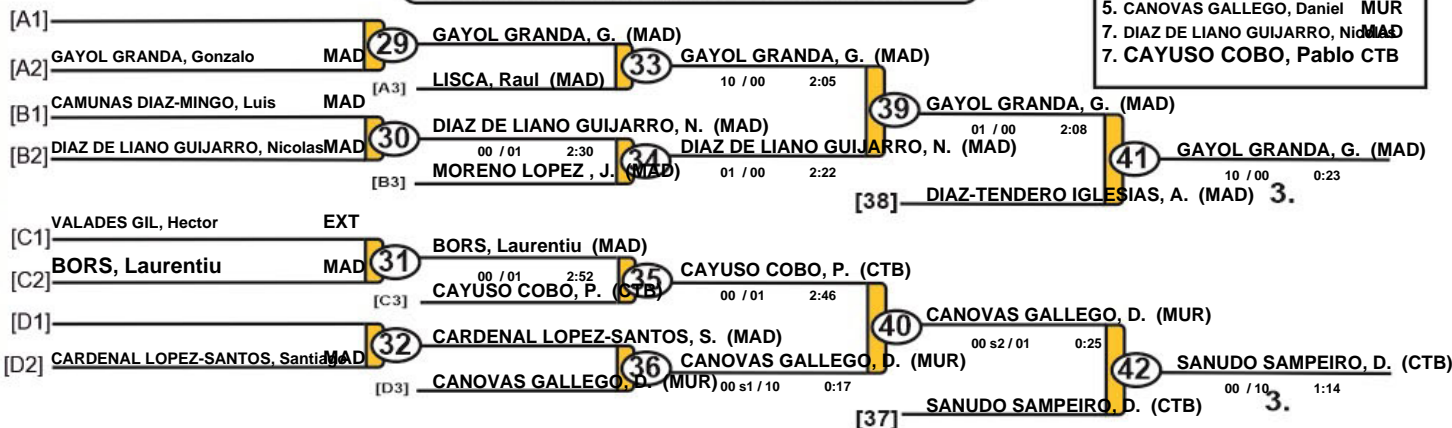 5. CANOVAS GALLEGO, Daniel MUR
7. DIAZ DE LIANO GUIJARRO, Nicolas MAD
7. CAYUSO COBO, Pablo CTB
[A1]
[A2] GAYOL GRANDA, Gonzalo MAD
29
GAYOL GRANDA, G. (MAD)
[A3] LISCA, Raul (MAD)
33
GAYOL GRANDA, G. (MAD)
10 / 00 2:05
[B1] CAMUNAS DIAZ-MINGO, Luis MAD
[B2] DIAZ DE LIANO GUIJARRO, Nicolas MAD
30
DIAZ DE LIANO GUIJARRO, N. (MAD)
00 / 01 2:30
[B3] MORENO LOPEZ , J. (MAD)
34
DIAZ DE LIANO GUIJARRO, N. (MAD)
01 / 00 2:22
39
GAYOL GRANDA, G. (MAD)
01 / 00 2:08
[38] DIAZ-TENDERO IGLESIAS, A. (MAD)
41
GAYOL GRANDA, G. (MAD)
10 / 00 0:23
3.
[C1] VALADES GIL, Hector EXT
[C2] BORS, Laurentiu MAD
31
BORS, Laurentiu (MAD)
00 / 01 2:52
[C3] CAYUSO COBO, P. (CTB)
35
CAYUSO COBO, P. (CTB)
00 / 01 2:46
[D1]
[D2] CARDENAL LOPEZ-SANTOS, Santiago MAD
32
CARDENAL LOPEZ-SANTOS, S. (MAD)
[D3] CANOVAS GALLEGO, D. (MUR)
36
CANOVAS GALLEGO, D. (MUR)
00 s1 / 10 0:17
40
CANOVAS GALLEGO, D. (MUR)
00 s2 / 01 0:25
[37] SANUDO SAMPEIRO, D. (CTB)
42
SANUDO SAMPEIRO, D. (CTB)
00 / 10 1:14
3.